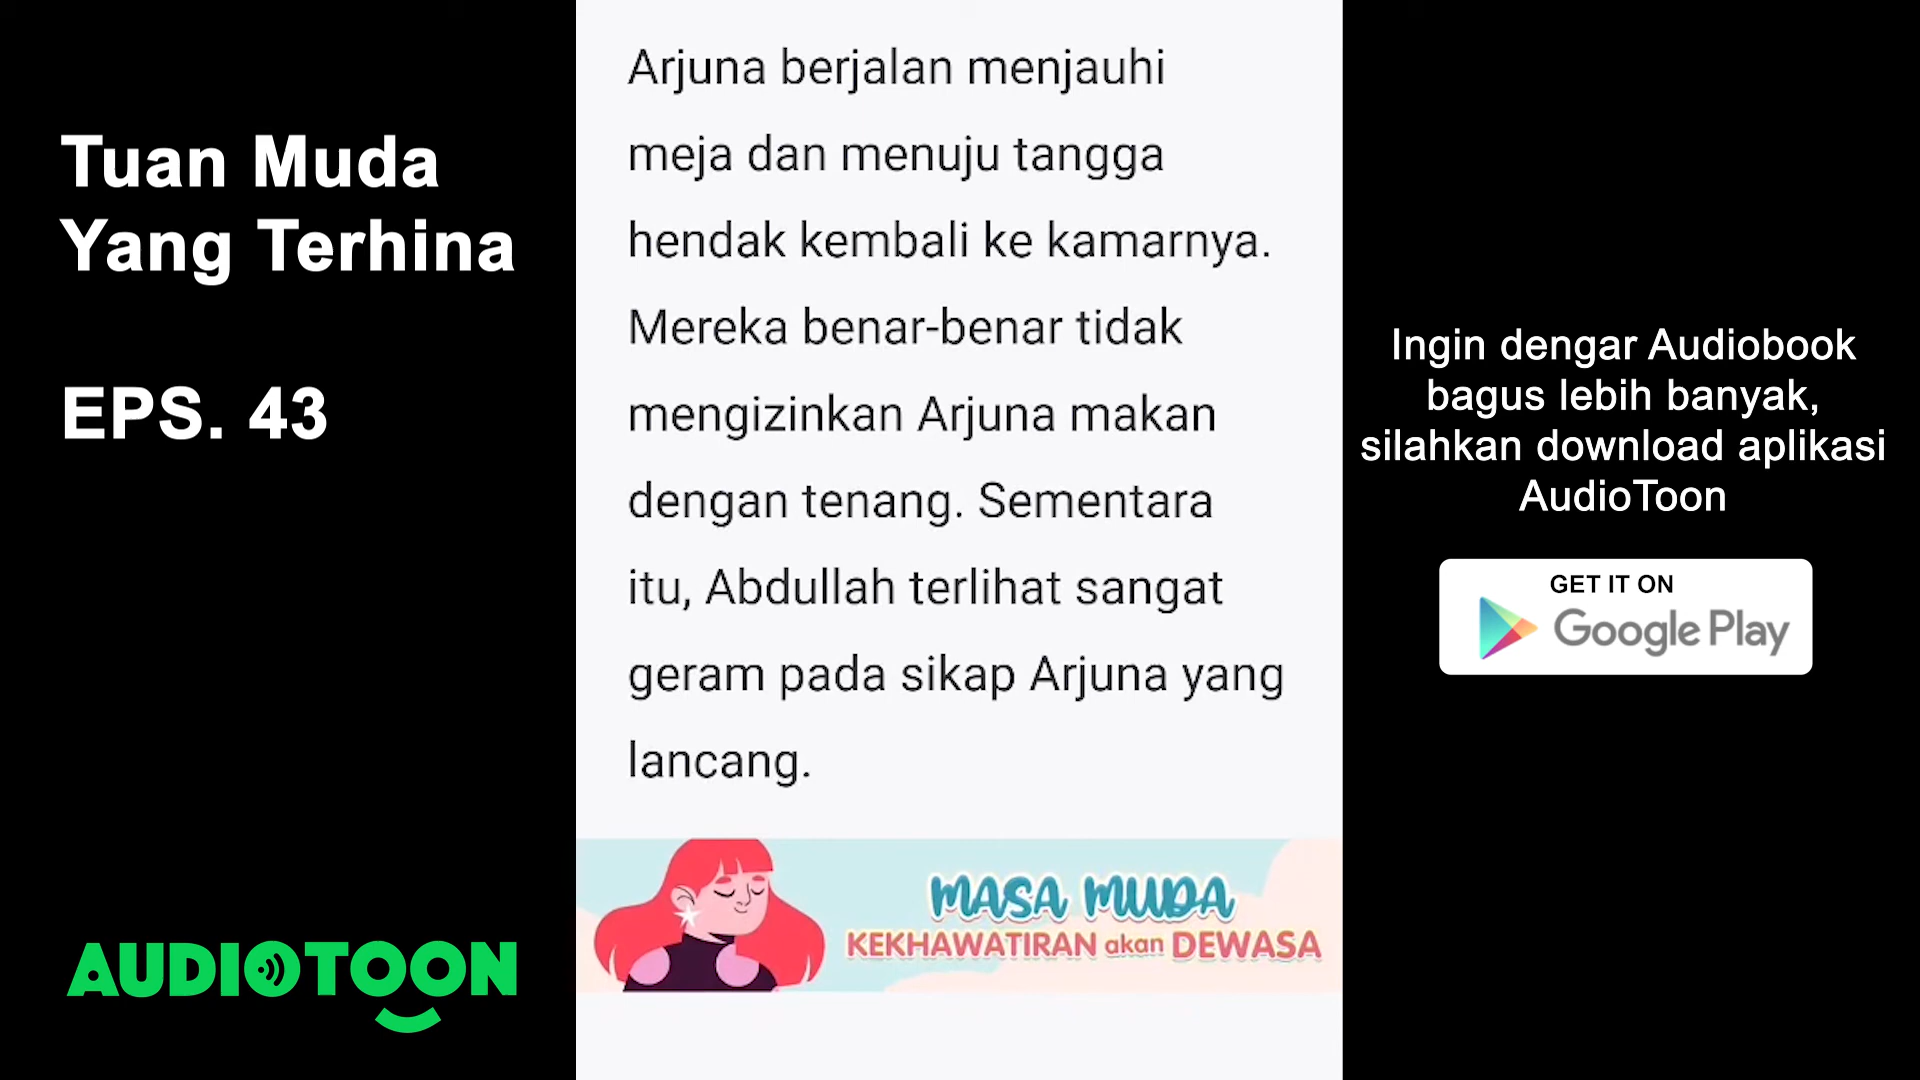 Tuan Muda
Yang Terhina
EPS. 43
AUDIOTOON
Arjuna berjalan menjauhi
meja dan menuju tangga
hendak kembali ke kamarnya.
Mereka benar-benar tidak
mengizinkan Arjuna makan
dengan tenang. Sementara
itu, Abdullah terlihat sangat
geram pada sikap Arjuna yang
lancang.
MASA MUDA
KEKHAWATIRAN akan DEWASA
Ingin dengar Audiobook
bagus lebih banyak,
silahkan download aplikasi
AudioToon
GET IT ON
Google Play